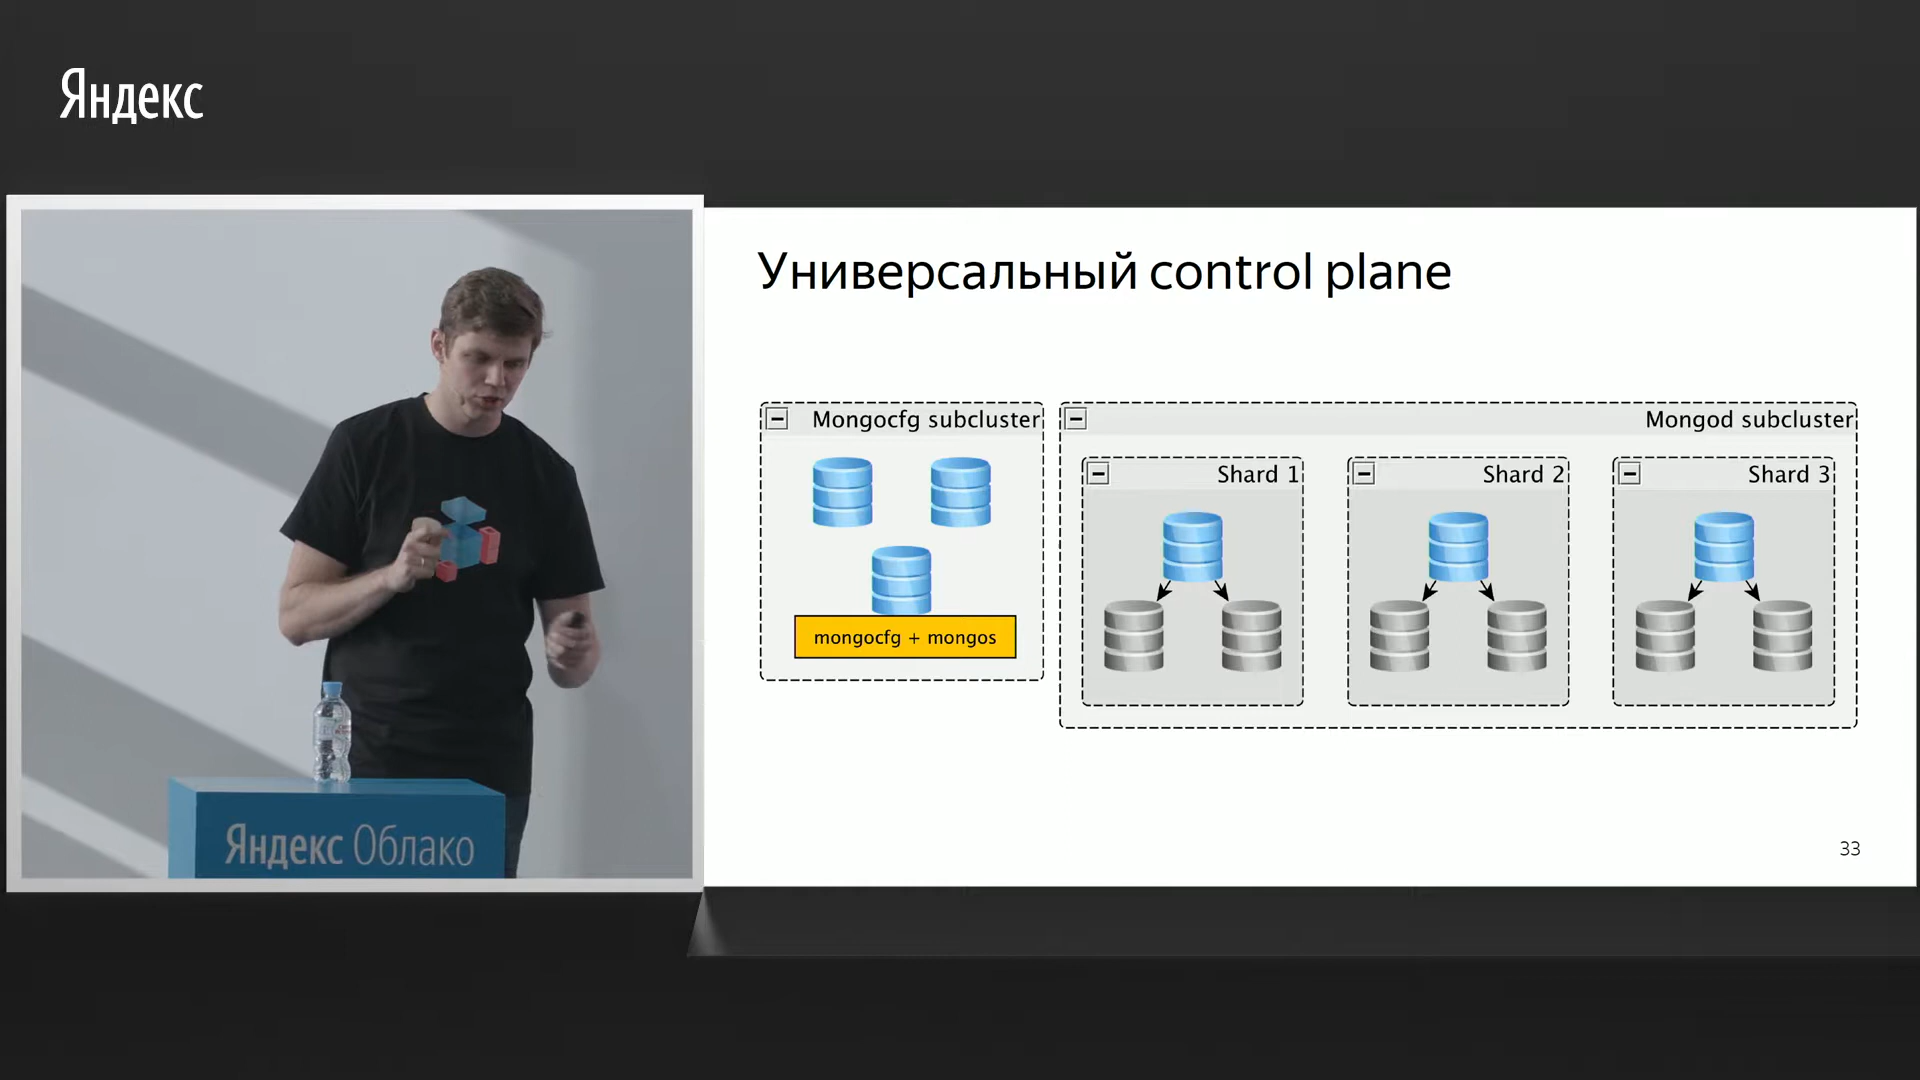 Яндекс
Универсальный control plane
Mongocfg subcluster
mongocfg + mongos
Mongod subcluster
Shard 1
Shard 2
Shard 3
Яндекс Облако
33